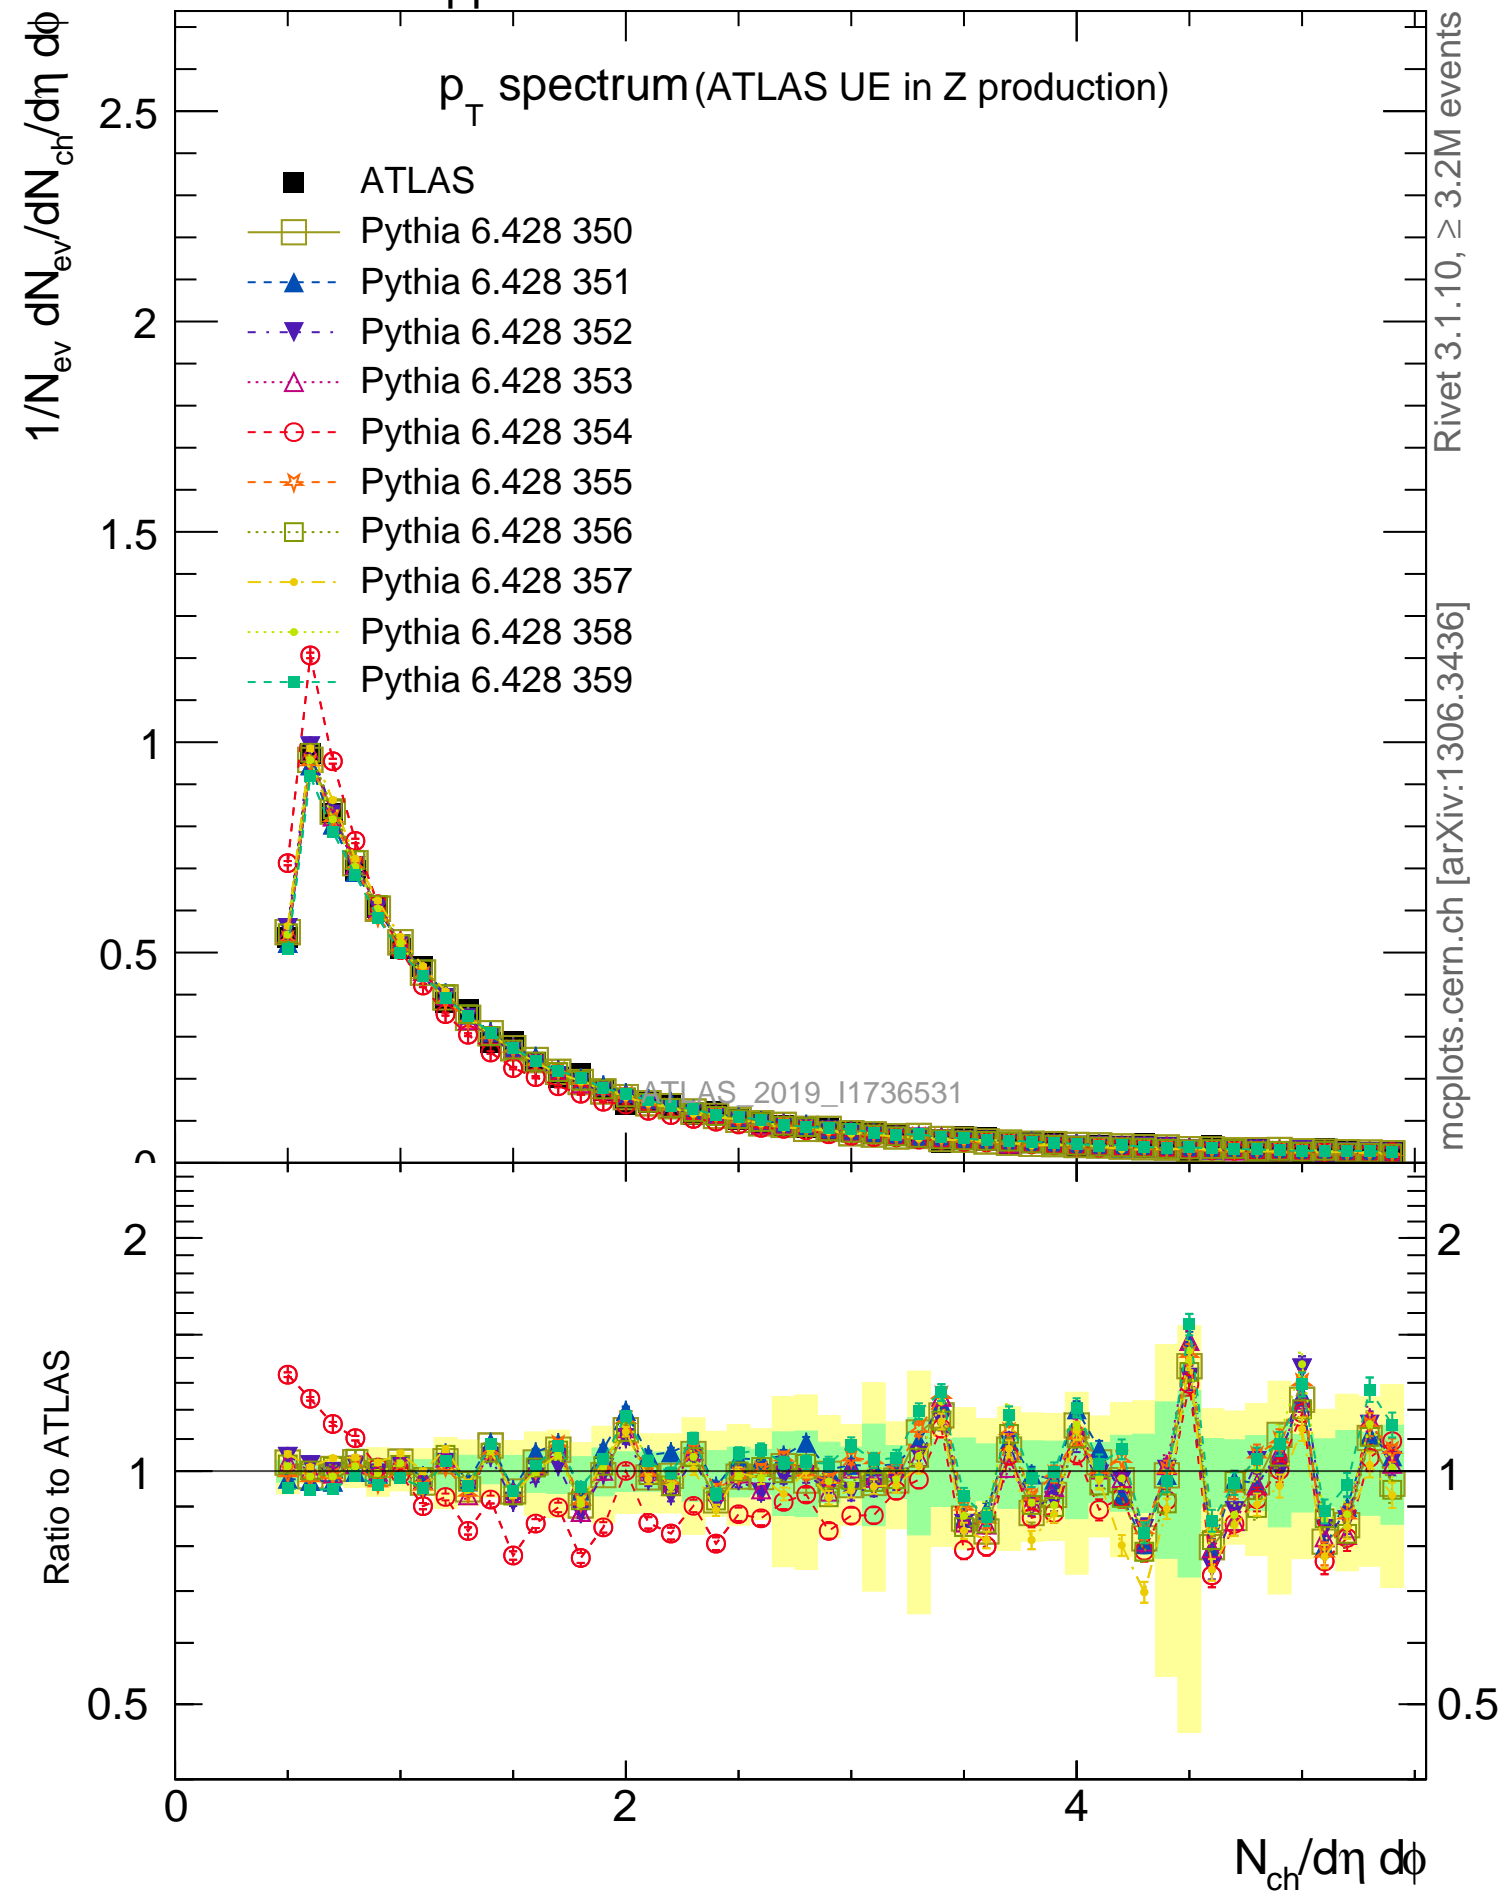 1/N_ev dN_ev/dN_ch/dη dϕ
p_T spectrum (ATLAS UE in Z production)
ATLAS
Pythia 6.428 350
Pythia 6.428 351
Pythia 6.428 352
Pythia 6.428 353
Pythia 6.428 354
Pythia 6.428 355
Pythia 6.428 356
Pythia 6.428 357
Pythia 6.428 358
Pythia 6.428 359
2.5
2
1.5
1
0.5
0
ATLAS_2019_I1736531
Rivet 3.1.10, ≥ 3.2M events
mcplots.cern.ch [arXiv:1306.3436]
Ratio to ATLAS
2
1
0.5
2
1
0.5
0
2
4
N_ch/dη dϕ